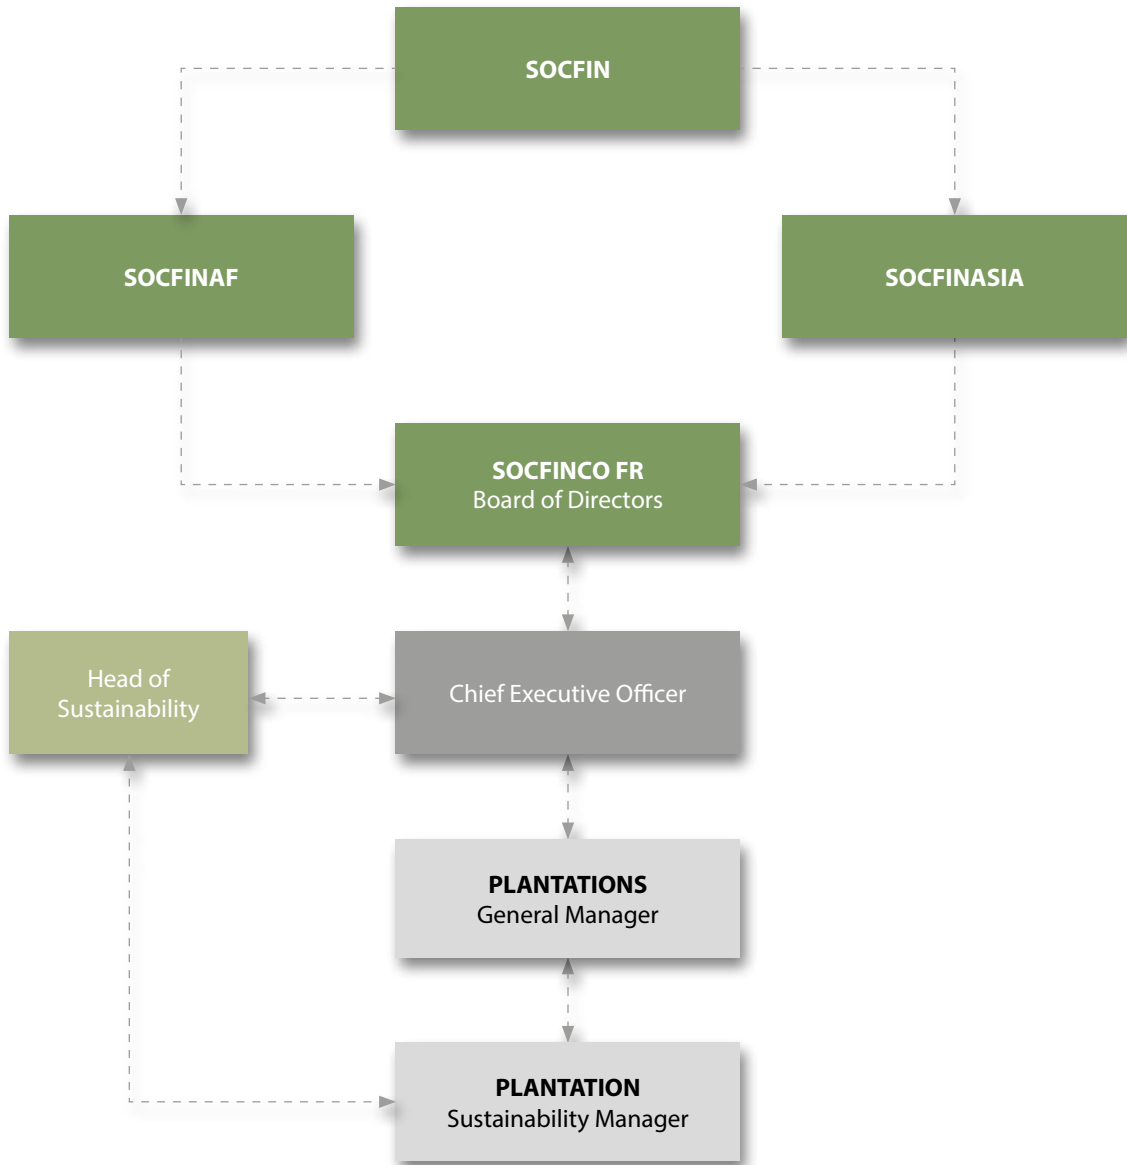 SOCFIN
SOCFINAF
SOCFINASIA
SOCFINCO FR
Board of Directors
Head of
Sustainability
Chief Executive Officer
PLANTATIONS
General Manager
PLANTATION
Sustainability Manager